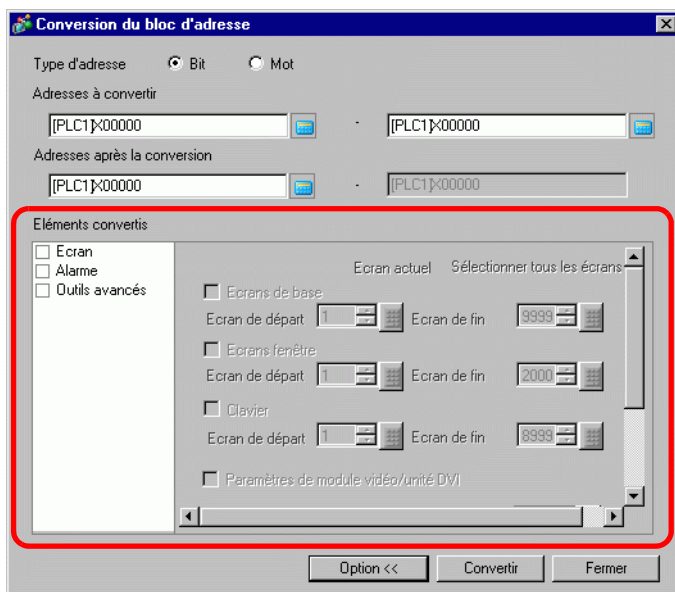 Conversion du bloc d'adresse
Type d'adresse Bit Mot
Adresses à convertir
[PLC1]X00000 - [PLC1]X00000
Adresses après la conversion
[PLC1]X00000 - [PLC1]X00000
Eléments convertis
Ecran
Alarme
Outils avancés
Ecran actuel Sélectionner tous les écrans
Ecrans de base
Ecran de départ 1 Ecran de fin 9999
Ecrans fenêtre
Ecran de départ 1 Ecran de fin 2000
Clavier
Ecran de départ 1 Ecran de fin 8999
Paramètres de module vidéo/unité DVI
Option << Convertir Fermer